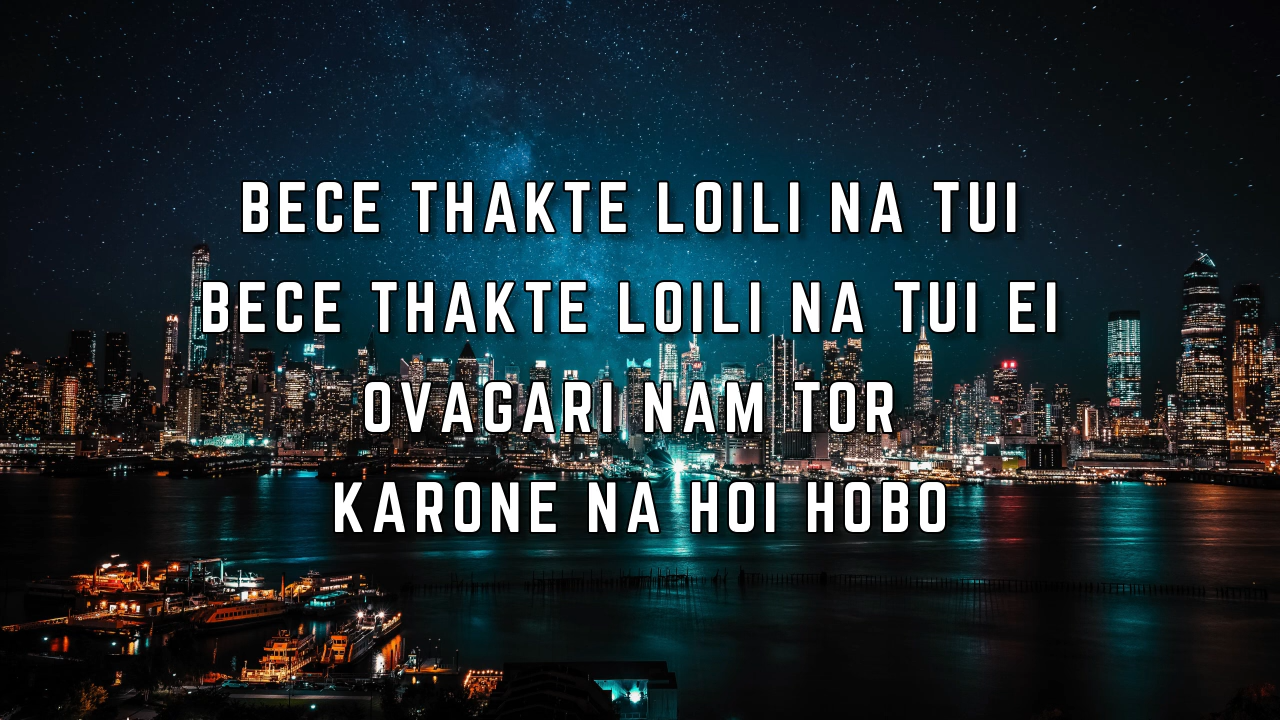 BECE THAKTE LOILI NA TUI
BECE THAKTE LOILI NA TUI EI
OVAGARI NAM TOR
KARONE NA HOI HOBO